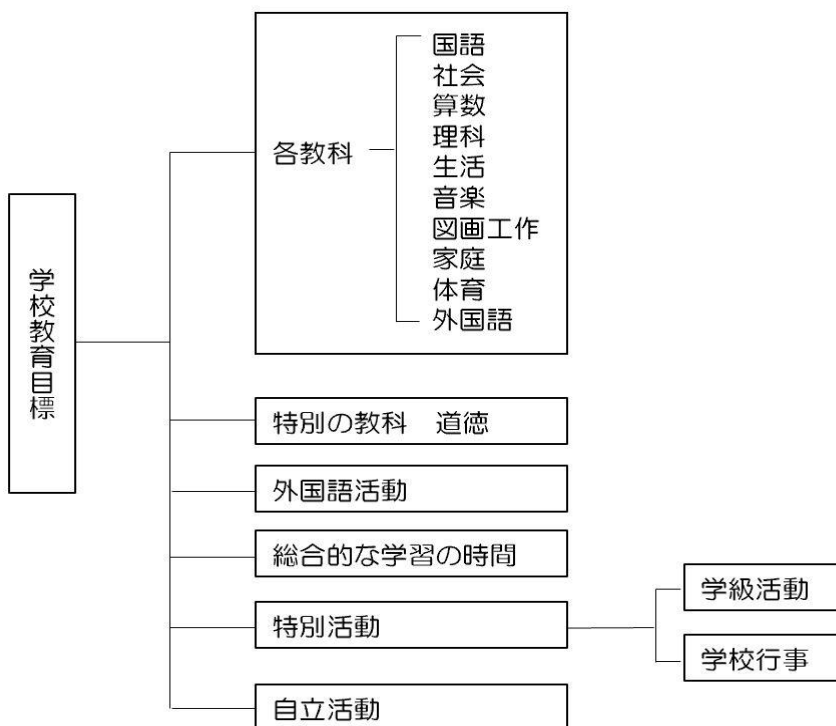 学校教育目標
各教科
国語
社会
算数
理科
生活
音楽
図画工作
家庭
体育
外国語
特別の教科　道徳
外国語活動
総合的な学習の時間
特別活動
学級活動
学校行事
自立活動